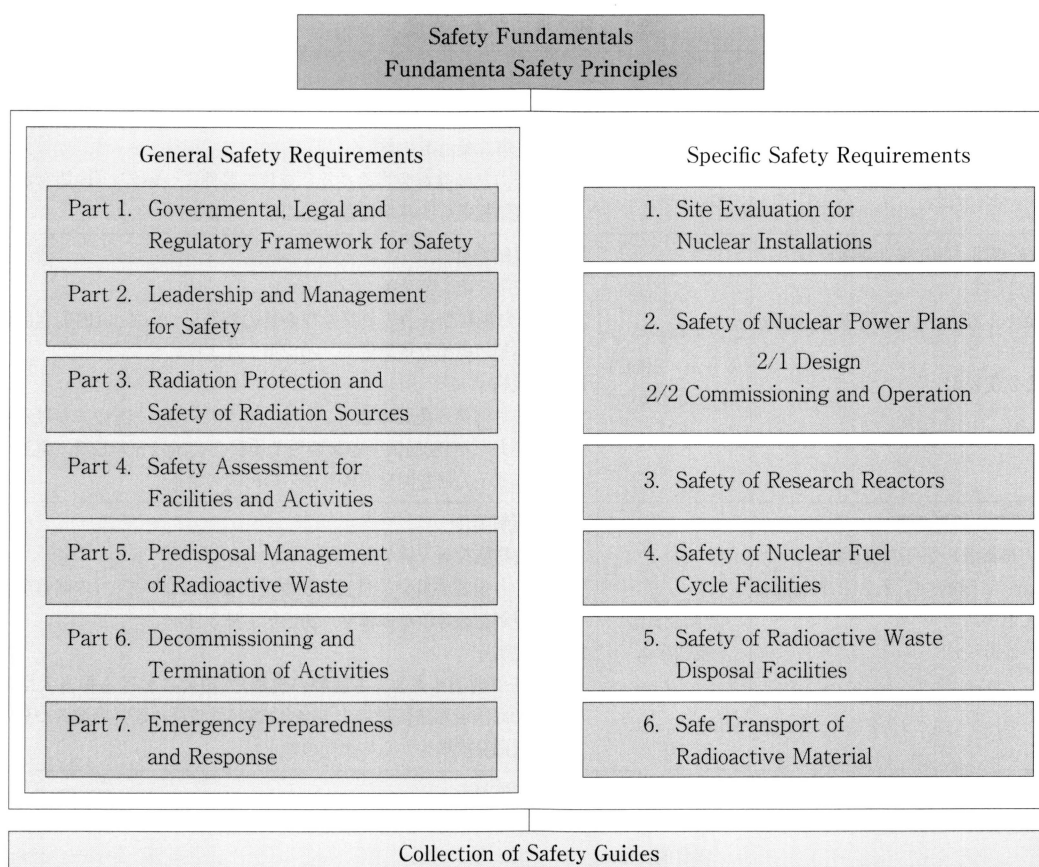 Safety Fundamentals
Fundamenta Safety Principles
General Safety Requirements
Part 1. Governmental, Legal and
Regulatory Framework for Safety
Part 2. Leadership and Management
for Safety
Part 3. Radiation Protection and
Safety of Radiation Sources
Part 4. Safety Assessment for
Facilities and Activities
Part 5. Predisposal Management
of Radioactive Waste
Part 6. Decommissioning and
Termination of Activities
Part 7. Emergency Preparedness
and Response
Specific Safety Requirements
1. Site Evaluation for
Nuclear Installations
2. Safety of Nuclear Power Plans
2/1 Design
2/2 Commissioning and Operation
3. Safety of Research Reactors
4. Safety of Nuclear Fuel
Cycle Facilities
5. Safety of Radioactive Waste
Disposal Facilities
6. Safe Transport of
Radioactive Material
Collection of Safety Guides